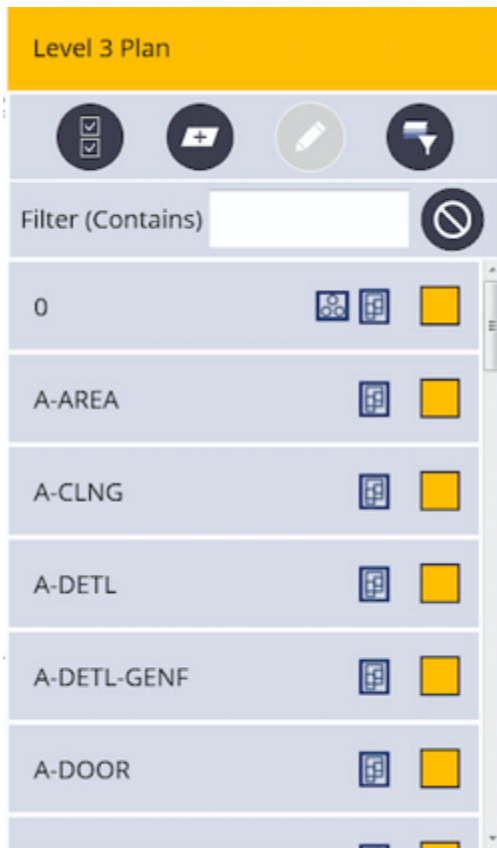 Level 3 Plan
Filter (Contains)
0
A-AREA
A-CLNG
A-DETL
A-DETL-GENF
A-DOOR